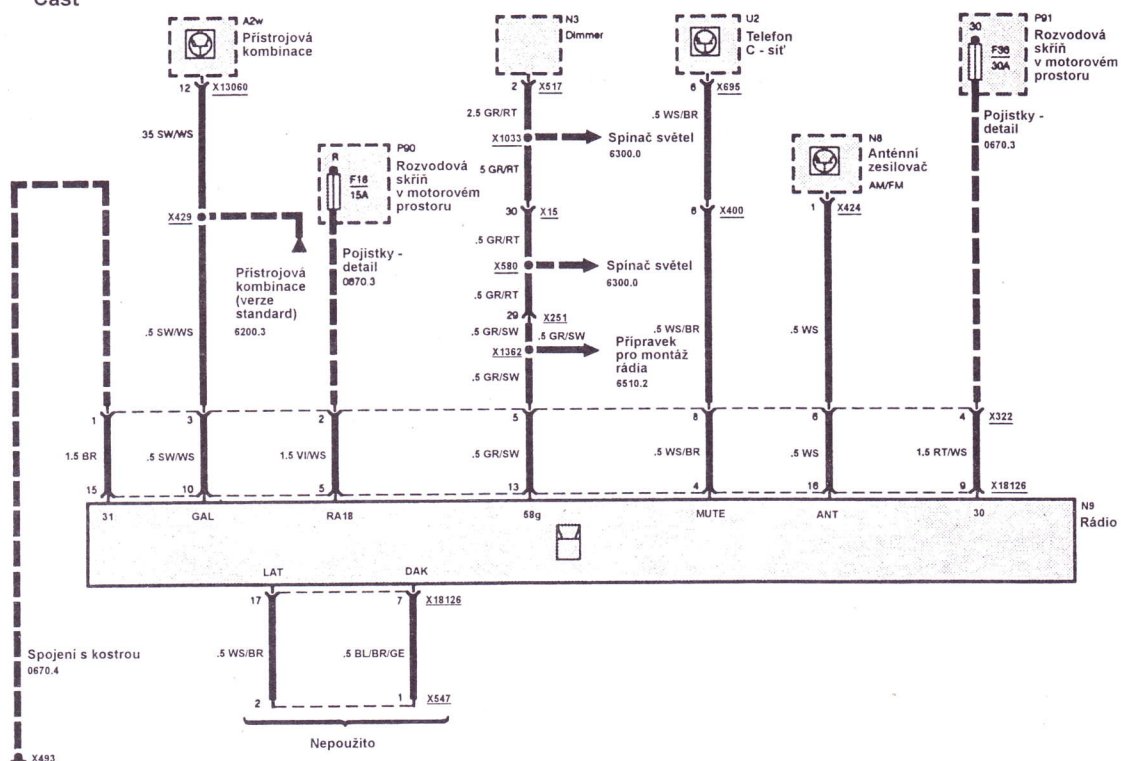 Část
A2w
Přístrojová
kombinace
12
X13060
35 SW/WS
X429
Přístrojová
kombinace
(verze
standard)
6200.3
.5 SW/WS
P90
Rozvodová
skříň
v motorovém
prostoru
R
F16
15A
Pojistky -
detail
0670.3
N3
Dimmer
2
X517
2.5 GR/RT
X1033
Spínač světel
6300.0
5 GR/RT
30
X15
.5 GR/RT
X580
Spínač světel
6300.0
.5 GR/RT
29
X251
.5 GR/SW
.5 GR/SW
X1362
Přípravek
pro montáž
rádia
6510.2
.5 GR/SW
U2
Telefon
C - síť
6
X695
.5 WS/BR
6
X400
.5 WS/BR
N8
Anténní
zesilovač
AM/FM
1
X424
.5 WS
P91
Rozvodová
skříň
v motorovém
prostoru
30
F38
30A
Pojistky -
detail
0670.3
1
3
2
5
8
6
4
X322
1.5 BR
.5 SW/WS
1.5 VI/WS
.5 GR/SW
.5 WS/BR
.5 WS
1.5 RT/WS
15
10
5
13
4
16
9
X18126
31
GAL
RA18
58g
MUTE
ANT
30
N9
Rádio
LAT
DAK
17
7
X18126
.5 WS/BR
.5 BL/BR/GE
2
1
X547
Nepoužito
Spojení s kostrou
0670.4
X493